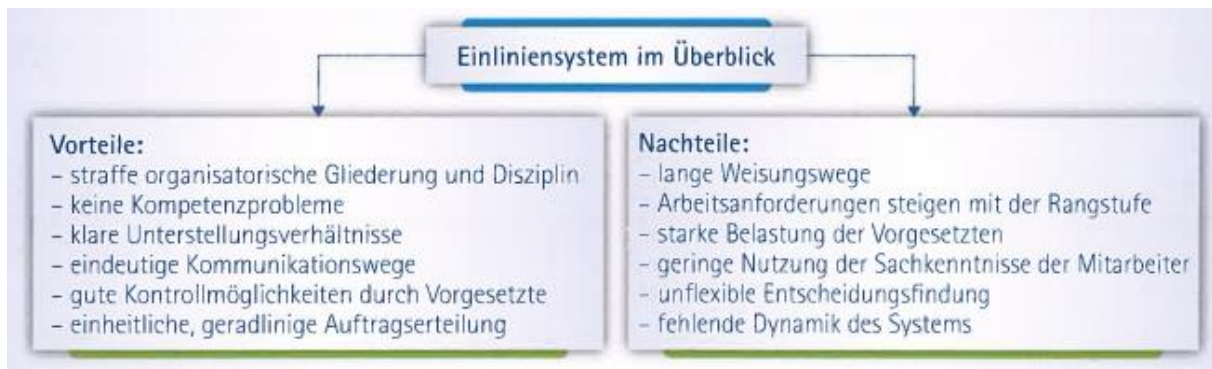 Einliniensystem im Überblick
Vorteile:
– straffe organisatorische Gliederung und Disziplin
– keine Kompetenzprobleme
– klare Unterstellungsverhältnisse
– eindeutige Kommunikationswege
– gute Kontrollmöglichkeiten durch Vorgesetzte
– einheitliche, geradlinige Auftragserteilung
Nachteile:
– lange Weisungswege
– Arbeitsanforderungen steigen mit der Rangstufe
– starke Belastung der Vorgesetzten
– geringe Nutzung der Sachkenntnisse der Mitarbeiter
– unflexible Entscheidungsfindung
– fehlende Dynamik des Systems